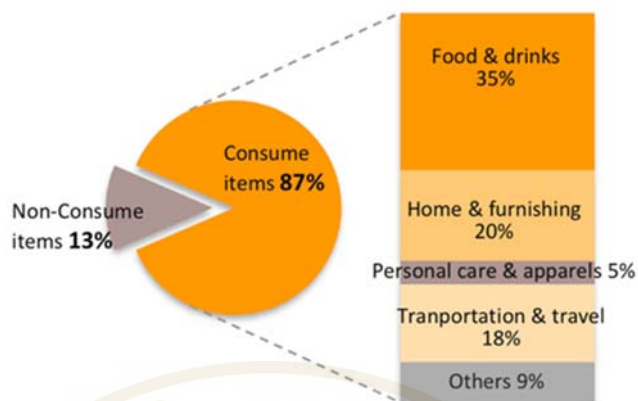 Food & drinks
35%
Consume
items 87%
Non-Consume
items 13%
Home & furnishing
20%
Personal care & apparels 5%
Tranportation & travel
18%
Others 9%